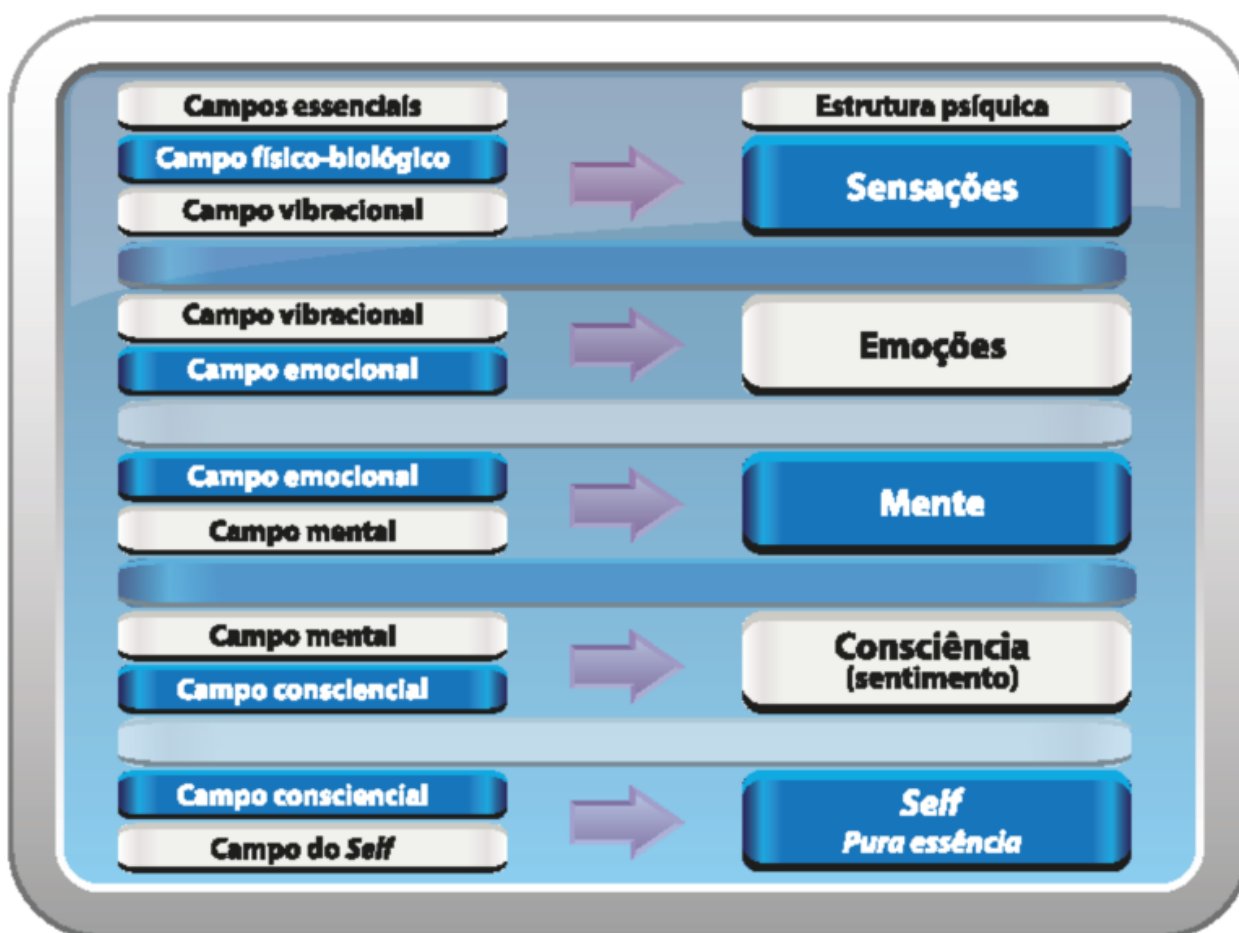 Campos essenciais
Estrutura psíquica
Campo físico-biológico
Campo vibracional
Sensações
Campo vibracional
Campo emocional
Emoções
Campo emocional
Campo mental
Mente
Campo mental
Campo consciencial
Consciência
(sentimento)
Campo consciencial
Campo do Self
Self
Pura essência